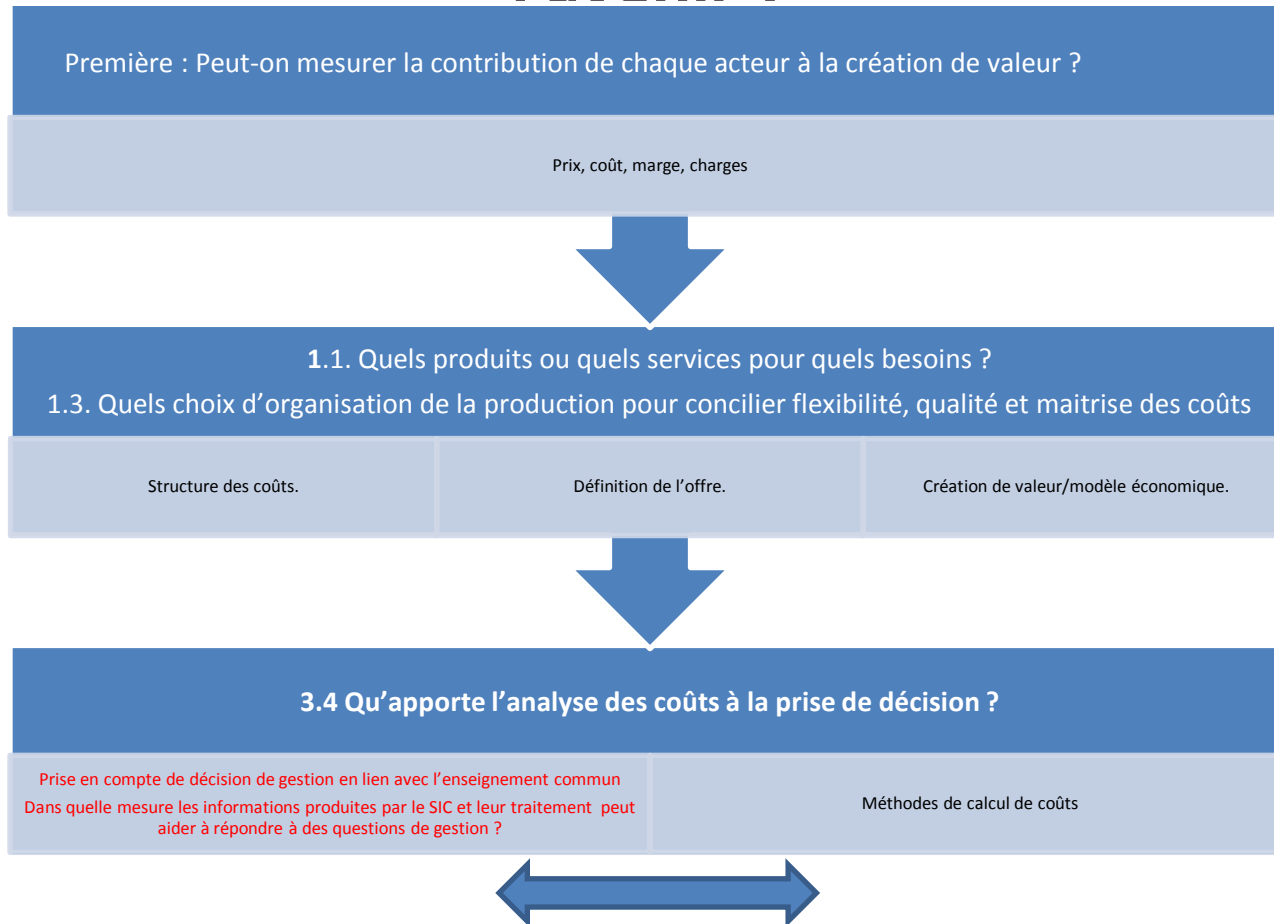 Première : Peut-on mesurer la contribution de chaque acteur à la création de valeur ?
Prix, coût, marge, charges
1.1. Quels produits ou quels services pour quels besoins ?
1.3. Quels choix d’organisation de la production pour concilier flexibilité, qualité et maitrise des coûts
Structure des coûts.
Définition de l’offre.
Création de valeur/modèle économique.
3.4 Qu’apporte l’analyse des coûts à la prise de décision ?
Prise en compte de décision de gestion en lien avec l’enseignement commun
Dans quelle mesure les informations produites par le SIC et leur traitement peut
aider à répondre à des questions de gestion ?
Méthodes de calcul de coûts